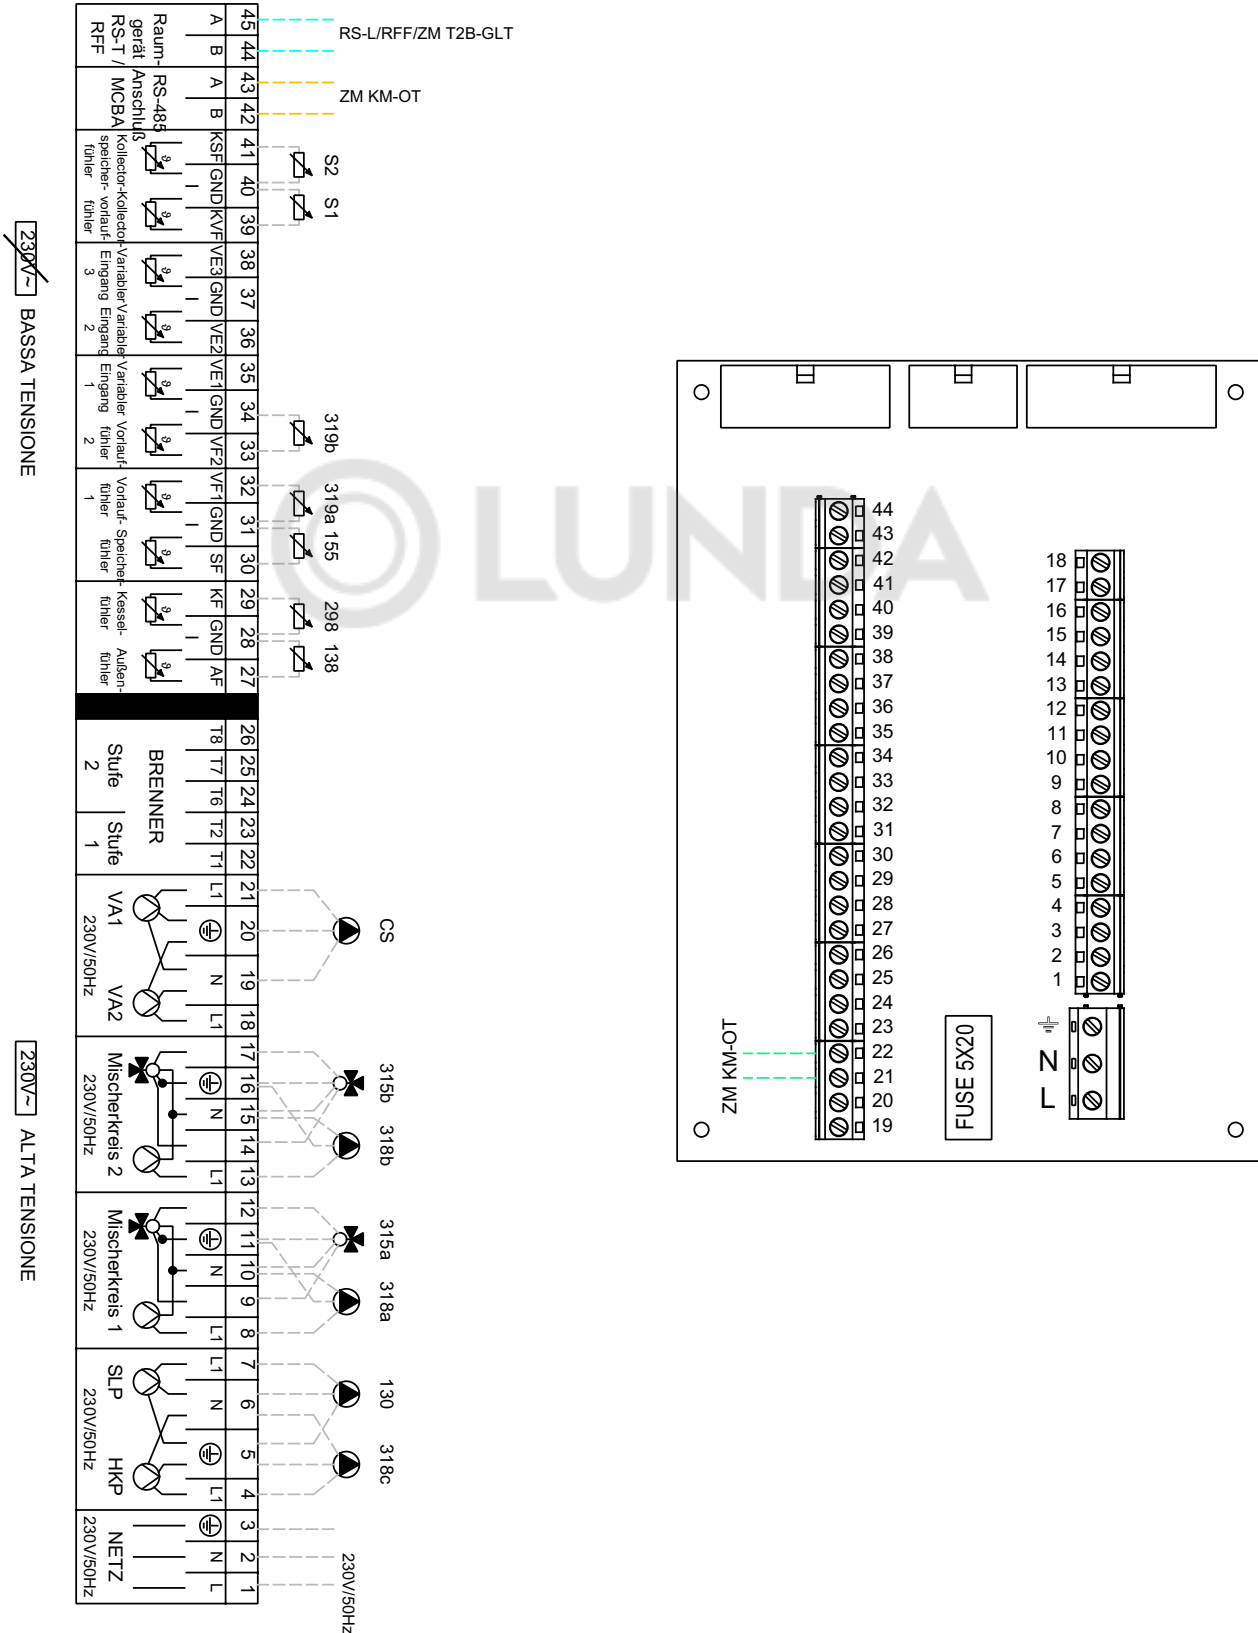 45 A RS-L/RFF/ZM T2B-GLT
44 B
Raum-
gerät
RS-T /
RFF
43 A ZM KM-OT
42 B
RS-485
Anschluß
MCBA
41 KSF S2
40 GND
39 KVF S1
Kollector-
speicher-
fühler
Kollector-
vorlauf-
fühler
38 VE3
37 GND
36 VE2
Variabler
Eingang
3
Variabler
Eingang
2
35 VE1
34 GND
33 VF2 319b
Variabler
Eingang
1
Vorlauf-
fühler
2
32 VF1 319a
31 GND
30 SF 155
Vorlauf-
fühler
1
Speicher-
fühler
29 KF 298
28 GND
27 AF 138
Kessel-
fühler
Außen-
fühler
230V~ BASSA TENSIONE
26 T8
25 T7
24 T6
23 T2
22 T1
BRENNER
Stufe
2
Stufe
1
21 L1 CS
20
19 N
18 L1
VA1
VA2
230V/50Hz
17 315b
16
15 N
14 318b
13 L1
Mischerkreis 2
230V/50Hz
12 315a
11
10 N
9 318a
8 L1
Mischerkreis 1
230V/50Hz
7 L1 130
6 N
5 318c
4 L1
SLP
HKP
230V/50Hz
3
2 N 230V/50Hz
1 L
NETZ
230V/50Hz
230V~ ALTA TENSIONE
LUNDA
44
43
42
41
40
39
38
37
36
35
34
33
32
31
30
29
28
27
26
25
24
23
22
21
20
19
ZM KM-OT
FUSE 5X20
18
17
16
15
14
13
12
11
10
9
8
7
6
5
4
3
2
1
N
L